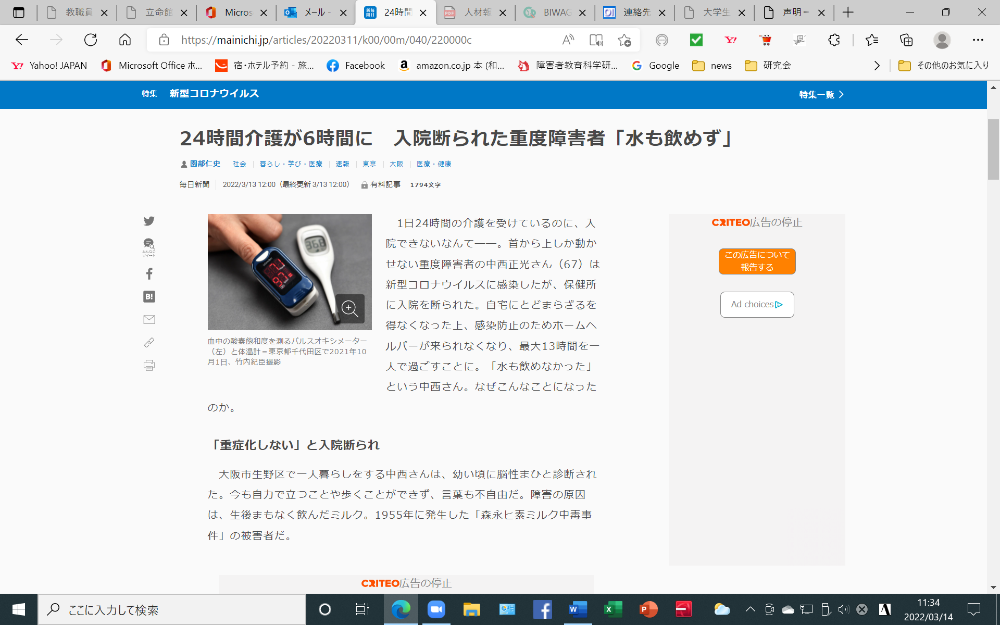 教職員
立命館
Micros
メール -
24時間
人材報
BIWAG
連絡先
大学生
声明=
https://mainichi.jp/articles/20220311/k00/00m/040/220000c
Yahoo! JAPAN
Microsoft Office ホ...
宿・ホテル予約 - 旅...
Facebook
amazon.co.jp 本 (和...
障害者教育科学研...
Google
news
研究会
その他のお気に入り
特集
新型コロナウイルス
特集一覧
24時間介護が6時間に　入院断られた重度障害者「水も飲めず」
園部仁史
社会
暮らし・学び・医療
速報
東京
大阪
医療・健康
毎日新聞
2022/3/13 12:00（最終更新 3/13 12:00）
有料記事
1794文字
みんなの
ツイート
B!
血中の酸素飽和度を測るパルスオキシメーター
（左）と体温計＝東京都千代田区で2021年10
月1日、竹内紀臣撮影
1日24時間の介護を受けているのに、入
院できないなんて――。首から上しか動か
せない重度障害者の中西正光さん（67）は
新型コロナウイルスに感染したが、保健所
に入院を断られた。自宅にとどまらざるを
得なくなった上、感染防止のためホームヘ
ルパーが来られなくなり、最大13時間を一
人で過ごすことに。「水も飲めなかった」
という中西さん。なぜこんなことになった
のか。
「重症化しない」と入院断られ
大阪市生野区で一人暮らしをする中西さんは、幼い頃に脳性まひと診断され
た。今も自力で立つことや歩くことができず、言葉も不自由だ。障害の原因
は、生後まもなく飲んだミルク。1955年に発生した「森永ヒ素ミルク中毒事
件」の被害者だ。
CRITEO広告の停止
この広告について
報告する
Ad choices
CRITEO広告の停止
ここに入力して検索
11:34
2022/03/14